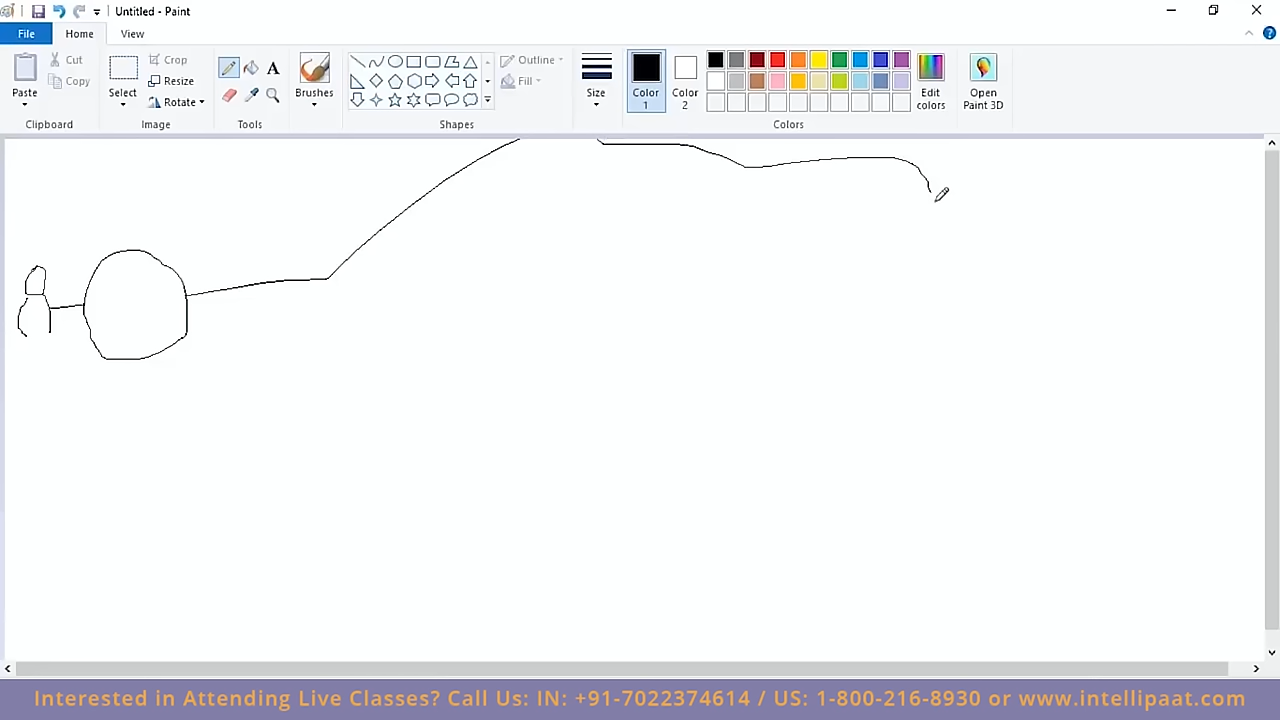 Untitled - Paint
File Home View
Cut
Copy
Paste
Clipboard
Select
Crop
Resize
Rotate
Image
A
Tools
Brushes
Outline
Fill
Shapes
Size
Color 1
Color 2
Edit colors
Colors
Open Paint 3D
Interested in Attending Live Classes? Call Us: IN: +91-7022374614 / US: 1-800-216-8930 or www.intellipaat.com